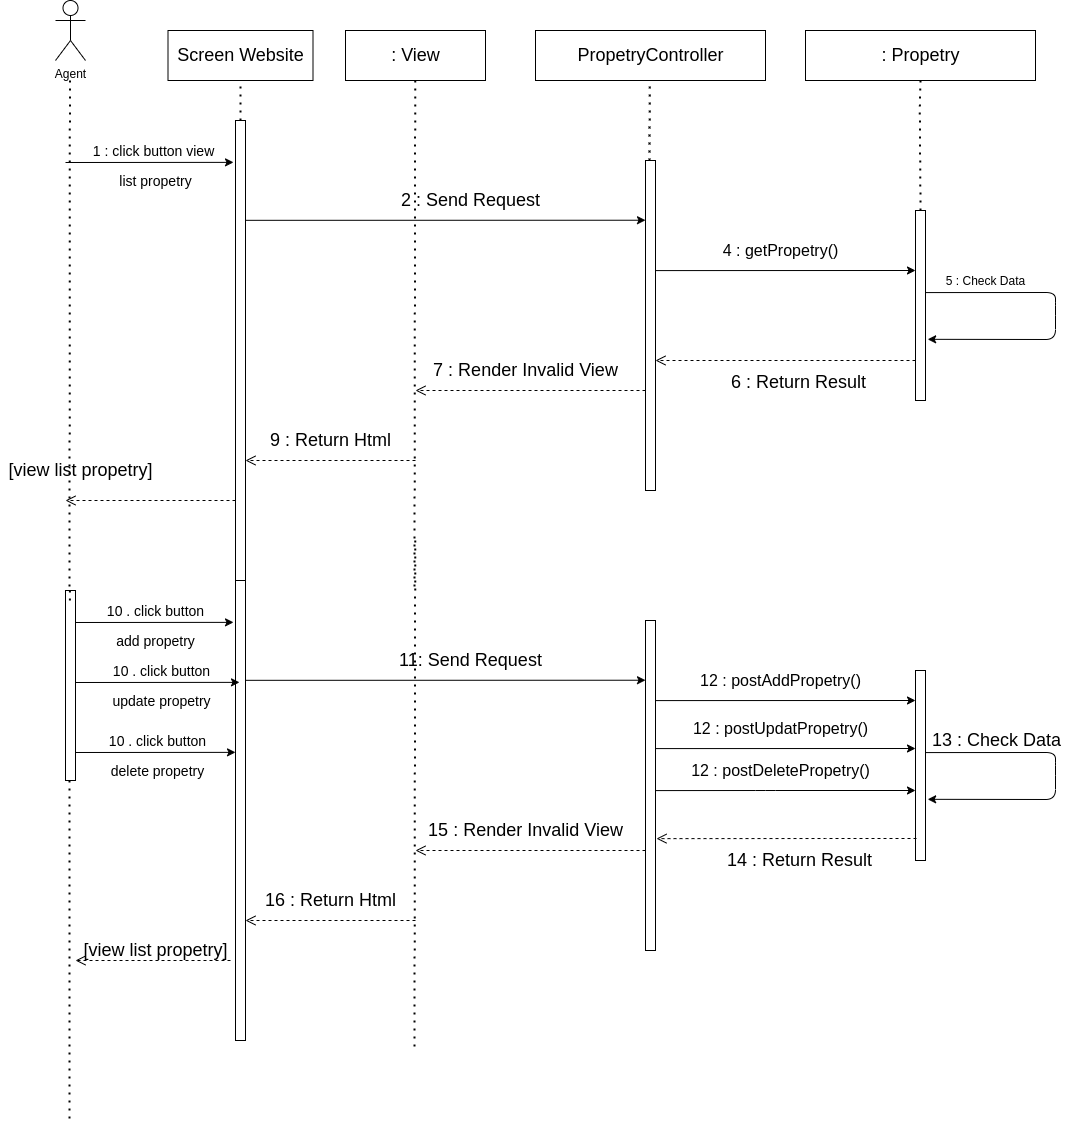 Agent
Screen Website
: View
PropetryController
: Propetry
1 : click button view
list propetry
2 : Send Request
4 : getPropetry()
5 : Check Data
6 : Return Result
7 : Render Invalid View
9 : Return Html
[view list propetry]
10 . click button
add propetry
10 . click button
update propetry
10 . click button
delete propetry
11: Send Request
12 : postAddPropetry()
12 : postUpdatPropetry()
12 : postDeletePropetry()
13 : Check Data
14 : Return Result
15 : Render Invalid View
16 : Return Html
[view list propetry]